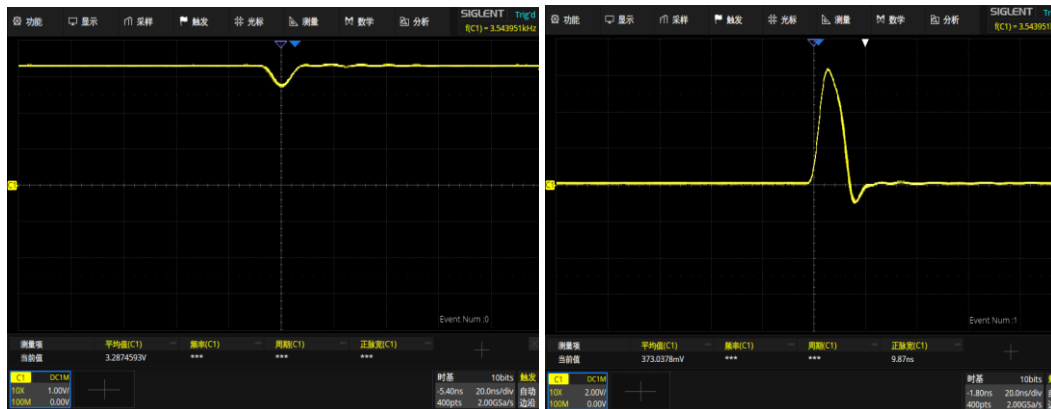 功能 显示 采样 触发 光标 测量 数学 分析 SIGLENT Trig'd
f(C1) = 3.543951kHz
C1
Event Num :0
测量项 平均值(C1) 频率(C1) 周期(C1) 正脉宽(C1)
当前值 3.2874593V *** *** ***
C1 DC1M 时基 10bits 触发
10X 1.00V/ -5.40ns 20.0ns/div 自动
100M 0.00V 400pts 2.00GSa/s 边沿
功能 显示 采样 触发 光标 测量 数学 分析 SIGLENT
f(C1) = 3.543951
C1
Event Num :1
测量项 平均值(C1) 频率(C1) 周期(C1) 正脉宽(C1)
当前值 373.0378mV *** *** 9.87ns
C1 DC1M 时基 10bits
10X 2.00V/ -1.80ns 20.0ns/div
100M 0.00V 400pts 2.00GSa/s